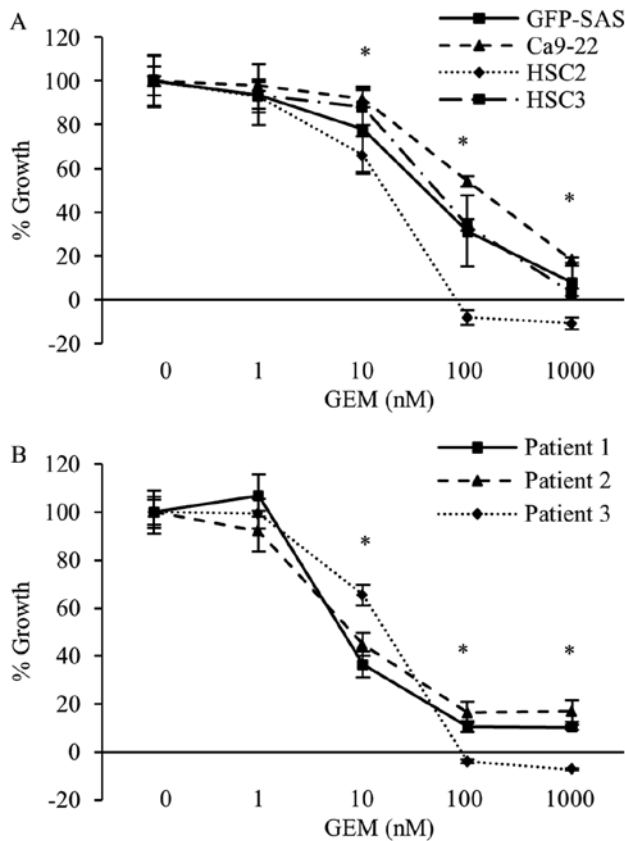 A
GFP-SAS
Ca9-22
HSC2
HSC3
% Growth
120
100
80
60
40
20
0
-20
*
*
*
0 1 10 100 1000
GEM (nM)
B
Patient 1
Patient 2
Patient 3
% Growth
120
100
80
60
40
20
0
-20
*
*
*
0 1 10 100 1000
GEM (nM)